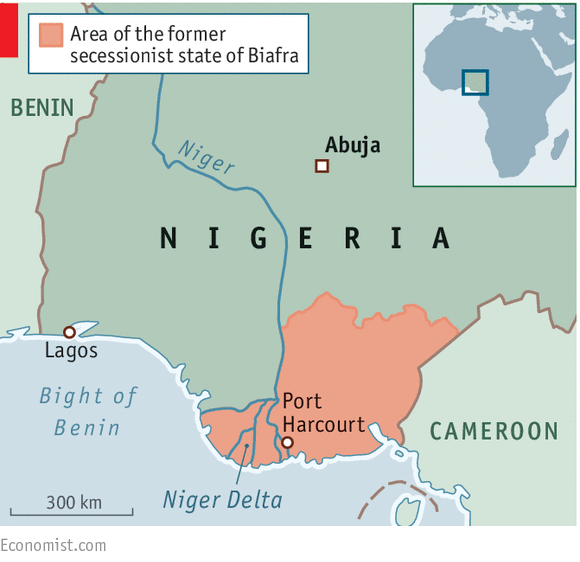 Area of the former
secessionist state of Biafra
BENIN
Niger
Abuja
NIGERIA
Lagos
Bight of
Benin
Port
Harcourt
CAMEROON
300 km
Niger Delta
Economist.com